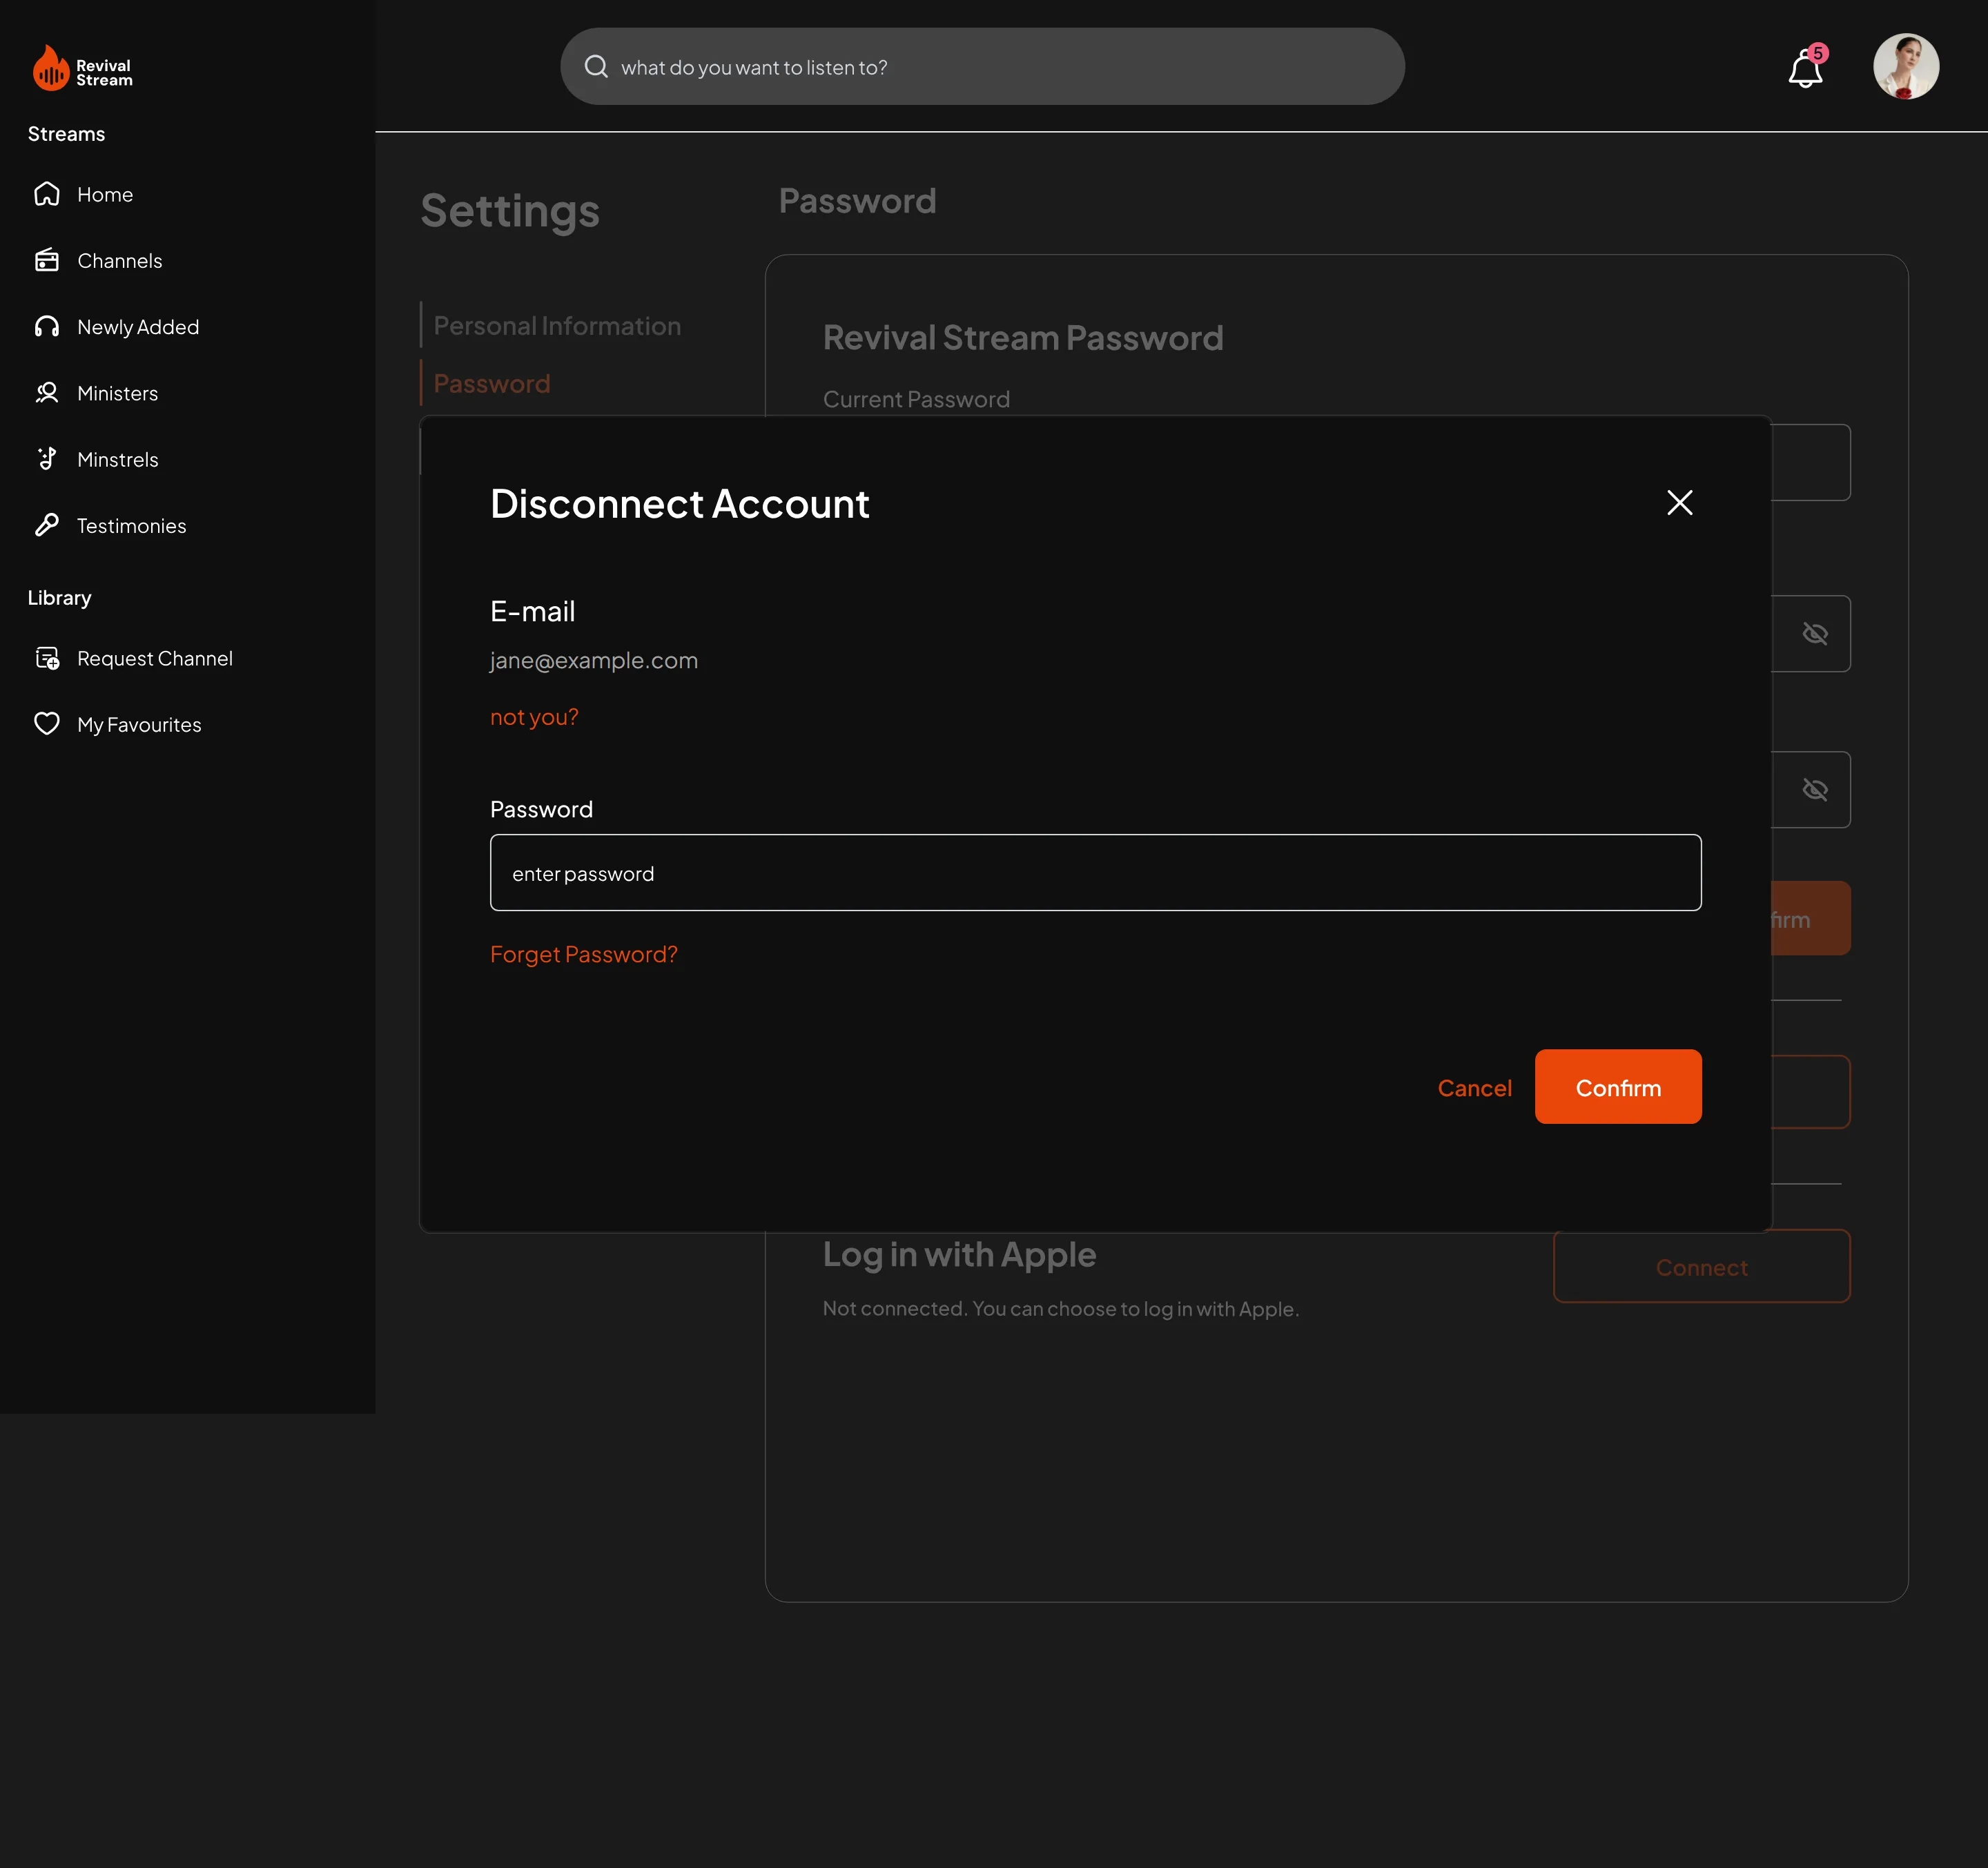 Revival
Stream
what do you want to listen to?
5
Streams
Home
Channels
Newly Added
Ministers
Minstrels
Testimonies
Library
Request Channel
My Favourites
Settings
Personal Information
Password
Password
Revival Stream Password
Current Password
Disconnect Account
E-mail
jane@example.com
not you?
Password
enter password
Forget Password?
Cancel
Confirm
firm
Log in with Apple
Not connected. You can choose to log in with Apple.
Connect